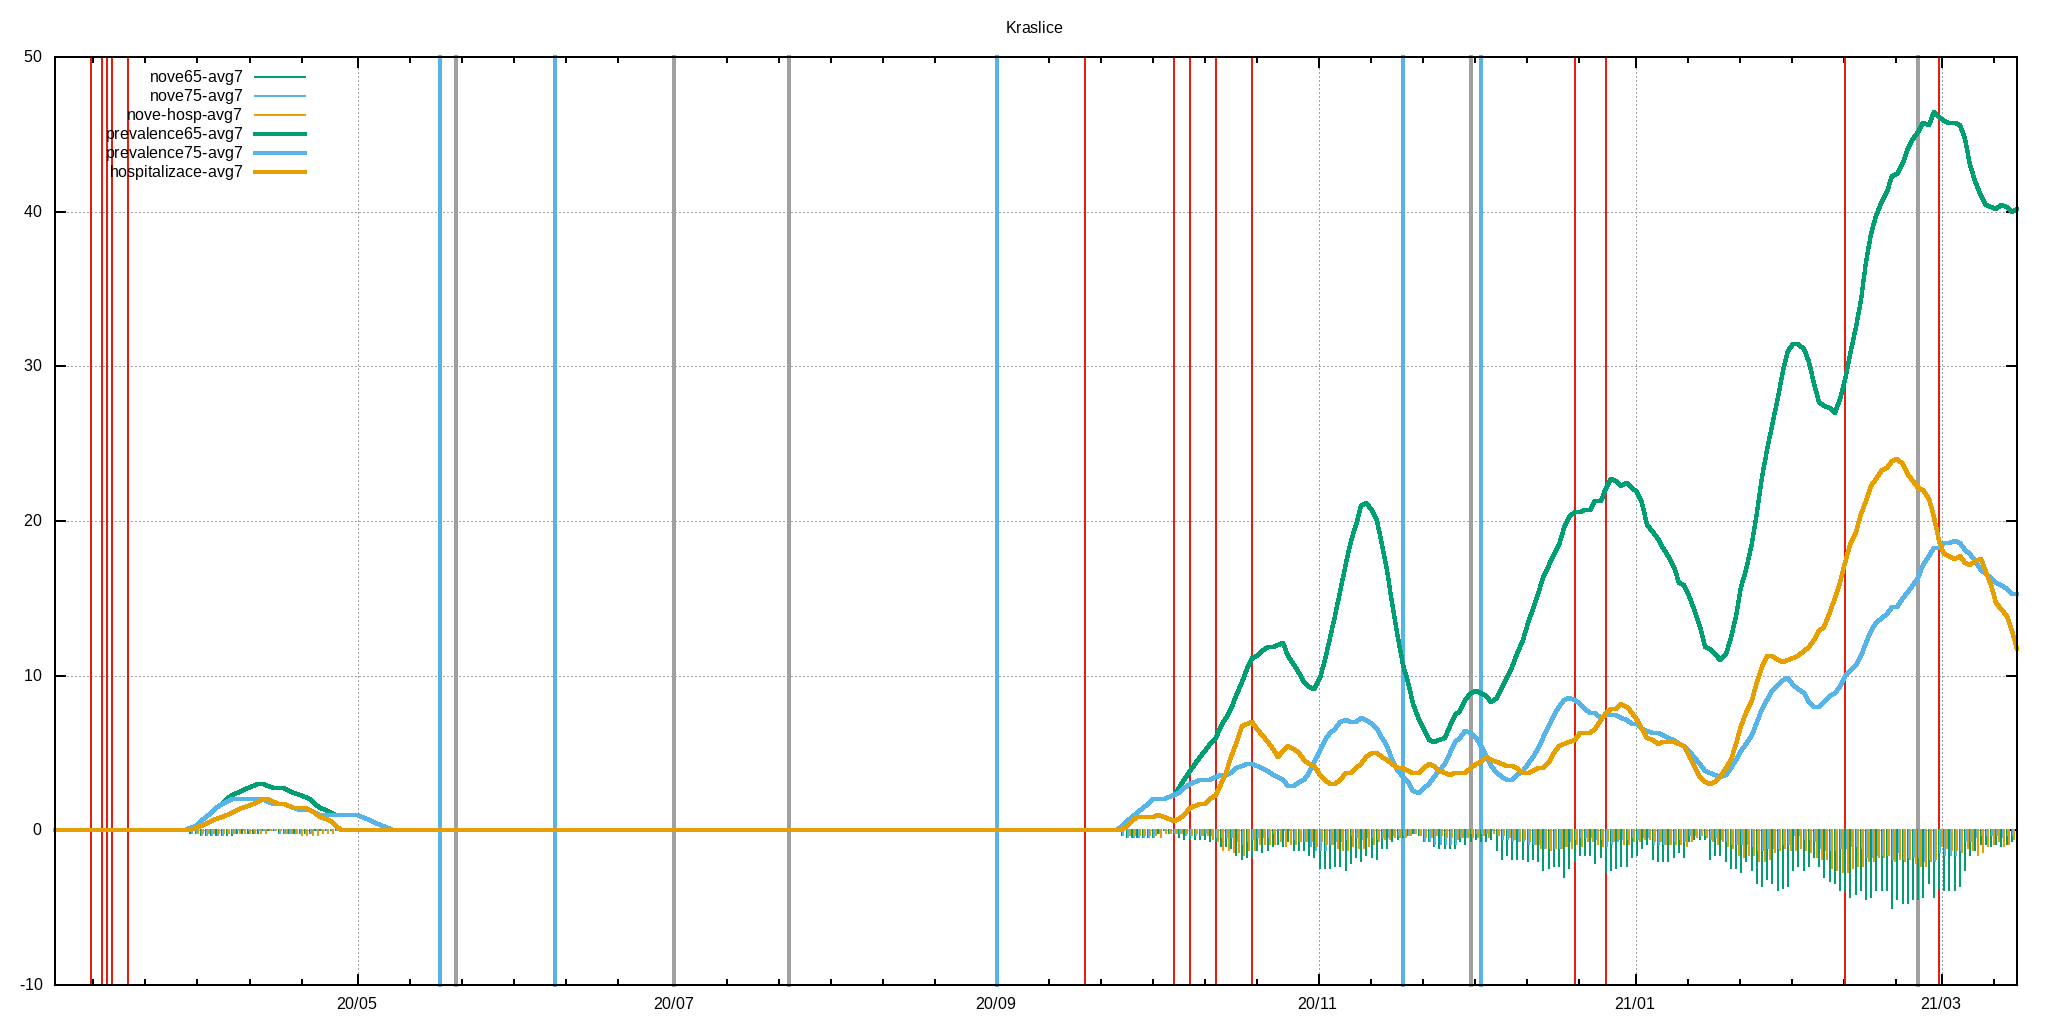 Kraslice
50
40
30
20
10
0
-10
nove65-avg7
nove75-avg7
nove-hosp-avg7
prevalence65-avg7
prevalence75-avg7
hospitalizace-avg7
20/05
20/07
20/09
20/11
21/01
21/03